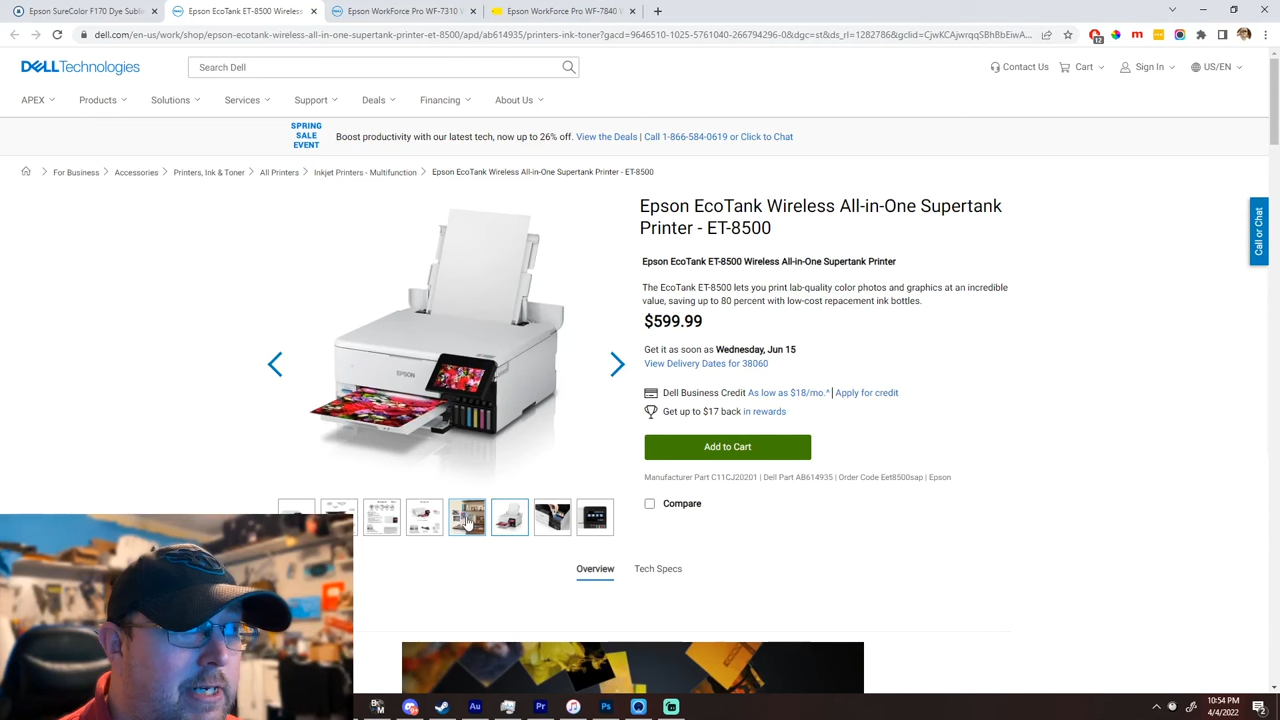 Epson SureColor F170 Dye Subli
Epson EcoTank ET-8500 Wireless
Epson WorkForce Pro WF-7310 W
Epson WorkForce Pro WF-7840 W
dell.com/en-us/work/shop/epson-ecotank-wireless-all-in-one-supertank-printer-et-8500/apd/ab614935/printers-ink-toner?gacd=9646510-1025-5761040-266794296-0&dgc=st&ds_rl=1282786&gclid=CjwKCAjwrqqSBhBbEiwA...
12
DELLTechnologies
Search Dell
Contact Us
Cart
Sign In
US/EN
APEX
Products
Solutions
Services
Support
Deals
Financing
About Us
SPRING
SALE
EVENT
Boost productivity with our latest tech, now up to 26% off. View the Deals | Call 1-866-584-0619 or Click to Chat
For Business
Accessories
Printers, Ink & Toner
All Printers
Inkjet Printers - Multifunction
Epson EcoTank Wireless All-in-One Supertank Printer - ET-8500
Epson EcoTank Wireless All-in-One Supertank
Printer - ET-8500
Call or Chat
Epson EcoTank ET-8500 Wireless All-in-One Supertank Printer
The EcoTank ET-8500 lets you print lab-quality color photos and graphics at an incredible
value, saving up to 80 percent with low-cost repacement ink bottles.
$599.99
Get it as soon as Wednesday, Jun 15
View Delivery Dates for 38060
EPSON
Dell Business Credit As low as $18/mo.^ | Apply for credit
Get up to $17 back in rewards
Add to Cart
Manufacturer Part C11CJ20201 | Dell Part AB614935 | Order Code Eet8500sap | Epson
Compare
Overview
Tech Specs
Au
Pr
Ps
10:54 PM
4/4/2022
2